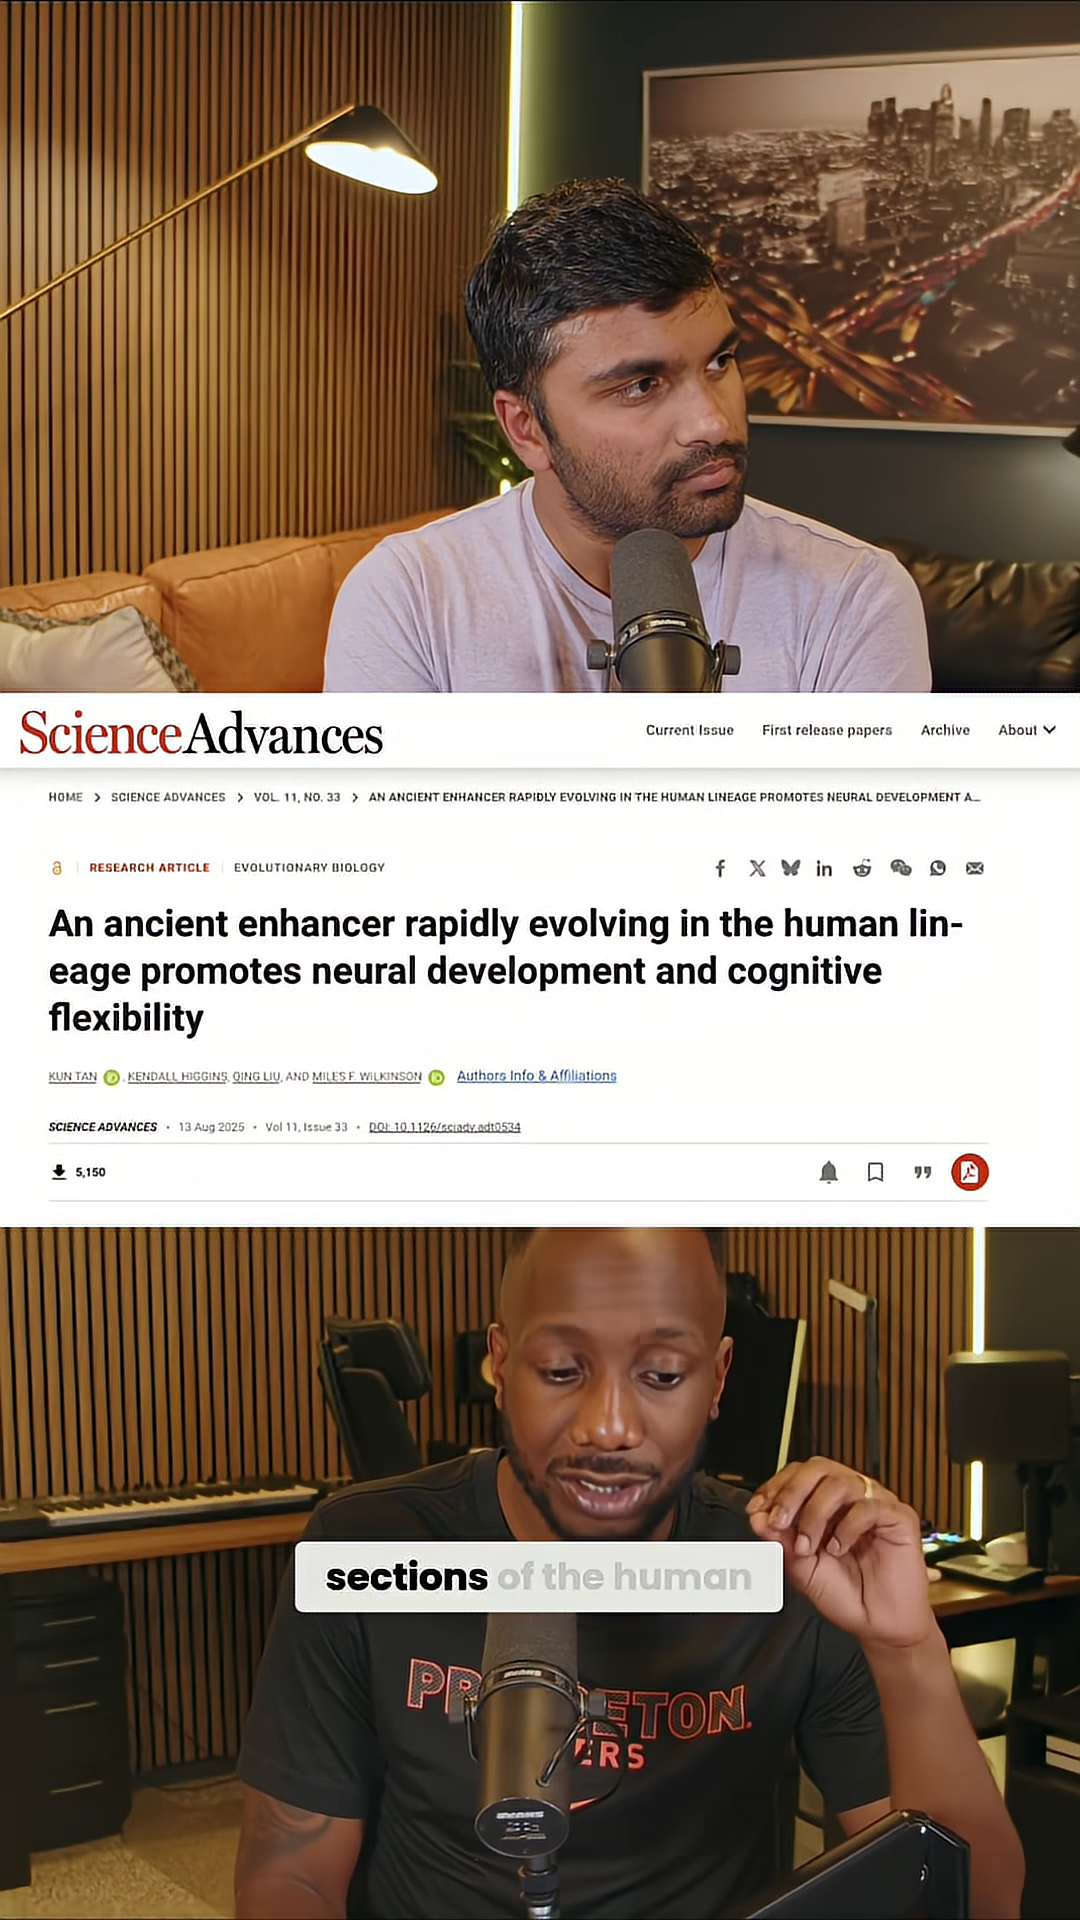 ScienceAdvances
Current Issue First release papers Archive About
HOME > SCIENCE ADVANCES > VOL. 11, NO. 33 > AN ANCIENT ENHANCER RAPIDLY EVOLVING IN THE HUMAN LINEAGE PROMOTES NEURAL DEVELOPMENT A...
RESEARCH ARTICLE EVOLUTIONARY BIOLOGY
An ancient enhancer rapidly evolving in the human lin-
eage promotes neural development and cognitive
flexibility
KUN TAN, KENDALL HIGGINS, QING LIU, AND MILES F. WILKINSON Authors Info & Affiliations
SCIENCE ADVANCES • 13 Aug 2025 • Vol 11, Issue 33 • DOI: 10.1126/sciadv.adt0534
5,150
sections of the human